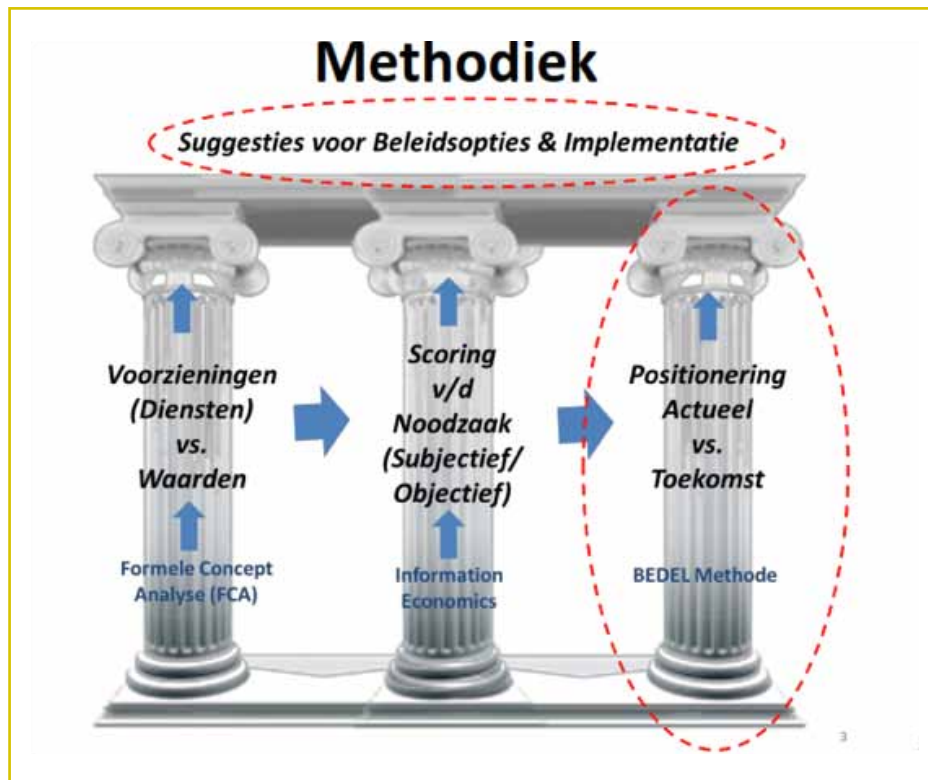 Methodiek
Suggesties voor Beleidsopties & Implementatie
Voorzieningen
(Diensten)
vs.
Waarden
Formele Concept
Analyse (FCA)
Scoring
v/d
Noodzaak
(Subjectief/
Objectief)
Information
Economics
Positionering
Actueel
vs.
Toekomst
BEDEL Methode
3